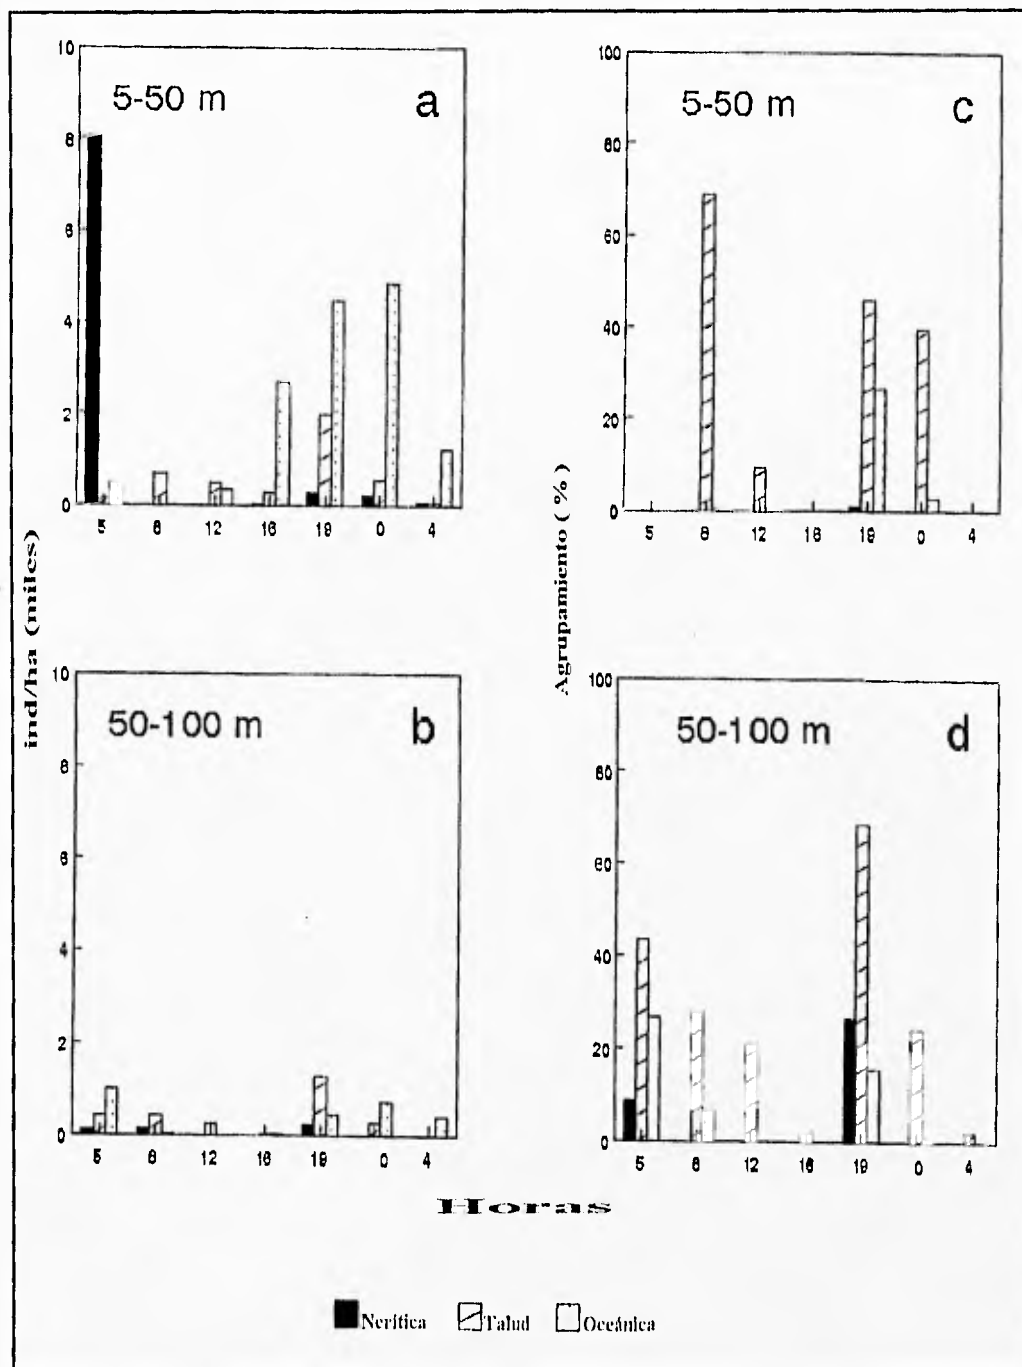 10
8
6
4
2
0
5-50 m a
5 8 12 16 19 0 4
100
80
60
40
20
0
5-50 m c
5 8 12 16 19 0 4
ind/ha (miles)
Agrupamiento (%)
10
8
6
4
2
0
50-100 m b
5 8 12 16 19 0 4
100
80
60
40
20
0
50-100 m d
5 8 12 16 19 0 4
Horas
Nerítica Talud Oceánica